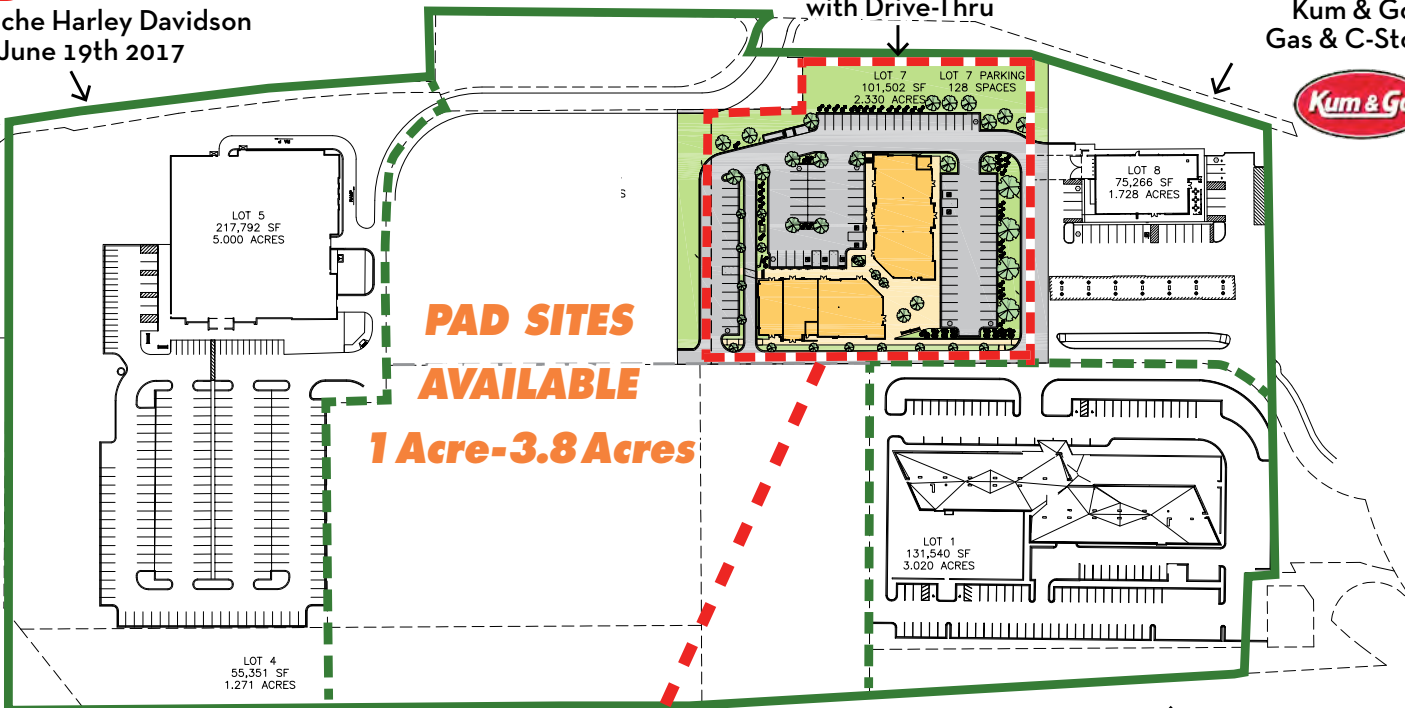 che Harley Davidson
June 19th 2017
with Drive-Thru
Kum & Go
Gas & C-Sto
Kum & Go
LOT 7
101,502 SF
2.330 ACRES
LOT 7 PARKING
128 SPACES
LOT 8
75,266 SF
1.728 ACRES
LOT 5
217,792 SF
5.000 ACRES
S
PAD SITES
AVAILABLE
1 Acre-3.8 Acres
LOT 1
131,540 SF
3.020 ACRES
LOT 4
55,351 SF
1.271 ACRES